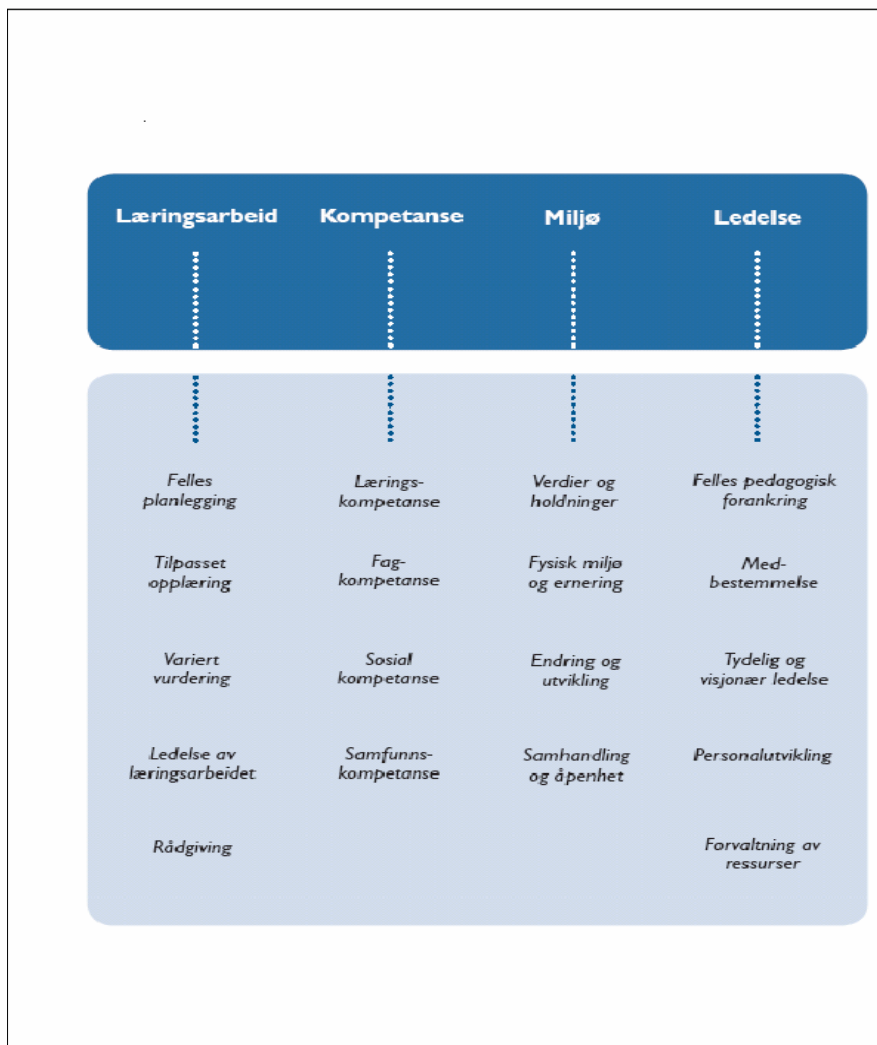 Læringsarbeid
Kompetanse
Miljø
Ledelse
Felles
planlegging
Tilpasset
opplæring
Variert
vurdering
Ledelse av
læringsarbeidet
Rådgiving
Lærings-
kompetanse
Fag-
kompetanse
Sosial
kompetanse
Samfunns-
kompetanse
Verdier og
holdninger
Fysisk miljø
og ernering
Endring og
utvikling
Samhandling
og åpenhet
Felles pedagogisk
forankring
Med-
bestemmelse
Tydelig og
visjonær ledelse
Personalutvikling
Forvaltning av
ressurser